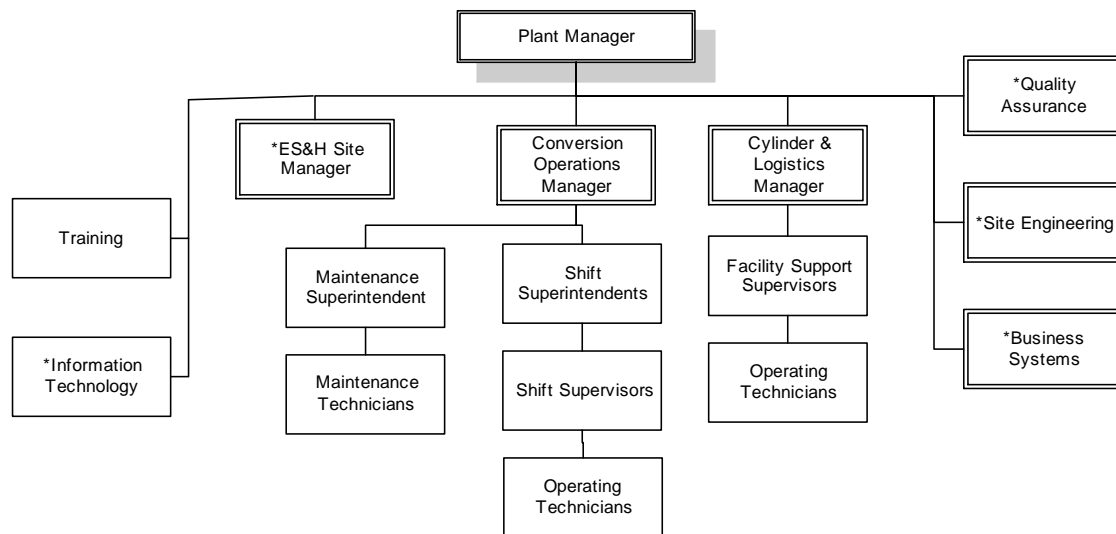 Plant Manager
*Quality
Assurance
*ES&H Site
Manager
Conversion
Operations
Manager
Cylinder &
Logistics
Manager
Training
*Site Engineering
Maintenance
Superintendent
Shift
Superintendents
Facility Support
Supervisors
*Information
Technology
Maintenance
Technicians
Shift Supervisors
Operating
Technicians
*Business
Systems
Operating
Technicians